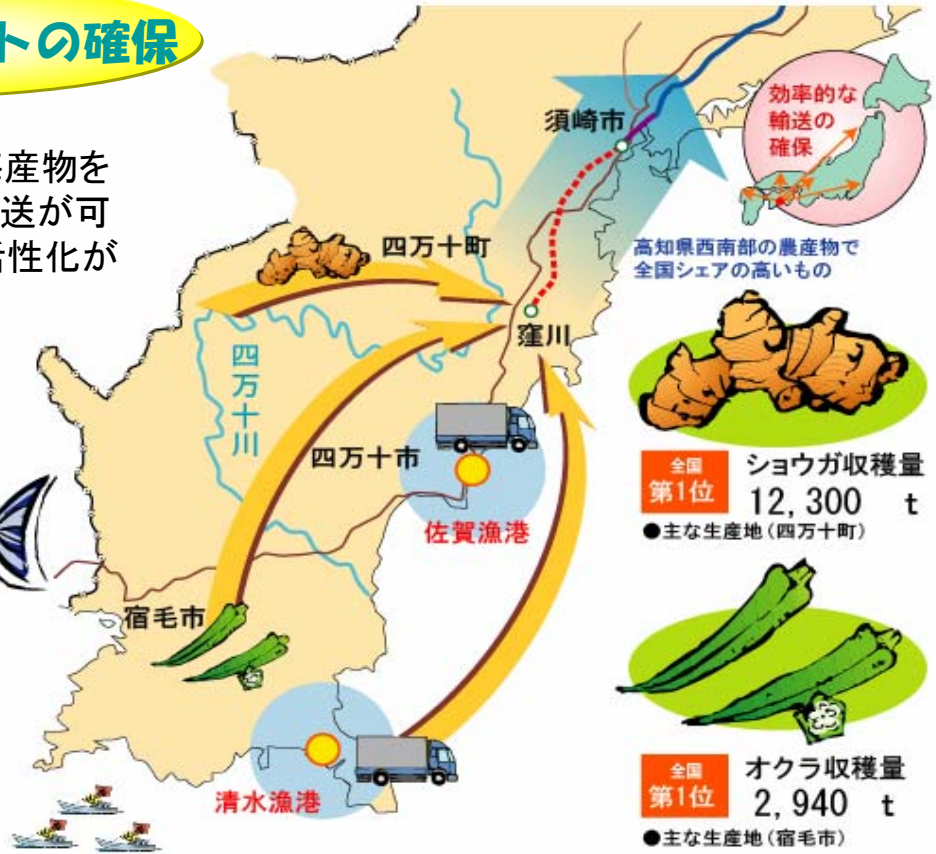 トの確保
産物を
送が可
活性化が
須崎市
効率的な
輸送の
確保
四万十町
高知県西南部の農産物で
全国シェアの高いもの
窪川
四万十川
四万十市
佐賀漁港
全国
第1位
ショウガ収穫量
12,300 t
●主な生産地(四万十町)
宿毛市
清水漁港
全国
第1位
オクラ収穫量
2,940 t
●主な生産地(宿毛市)